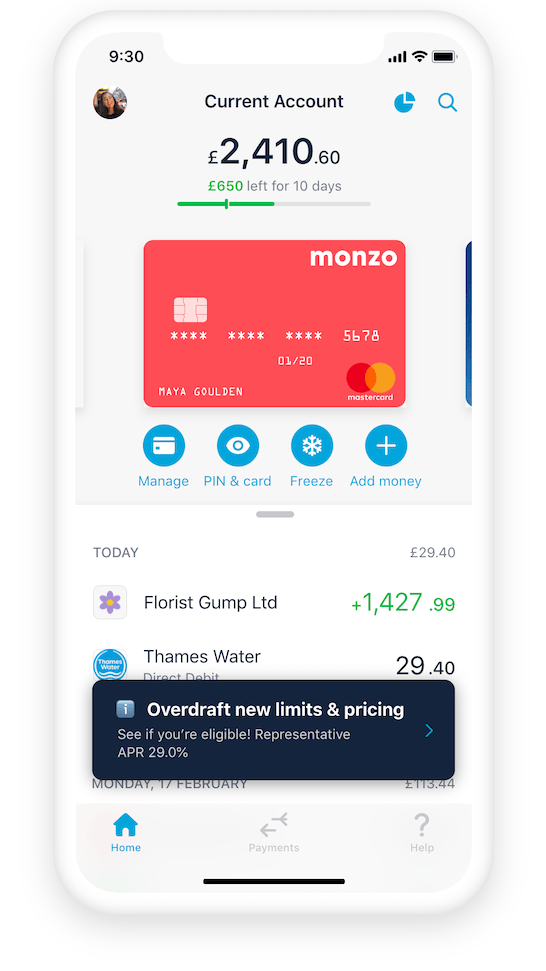 9:30
Current Account
£2,410.60
£650 left for 10 days
monzo
**** **** **** 5678
01/20
MAYA GOULDEN
mastercard
Manage PIN & card Freeze Add money
TODAY £29.40
Florist Gump Ltd +1,427.99
Thames Water
Thames Water 29.40
Direct Debit
Overdraft new limits & pricing
See if you’re eligible! Representative
APR 29.0%
MONDAY, 17 FEBRUARY £113.44
Home Payments Help